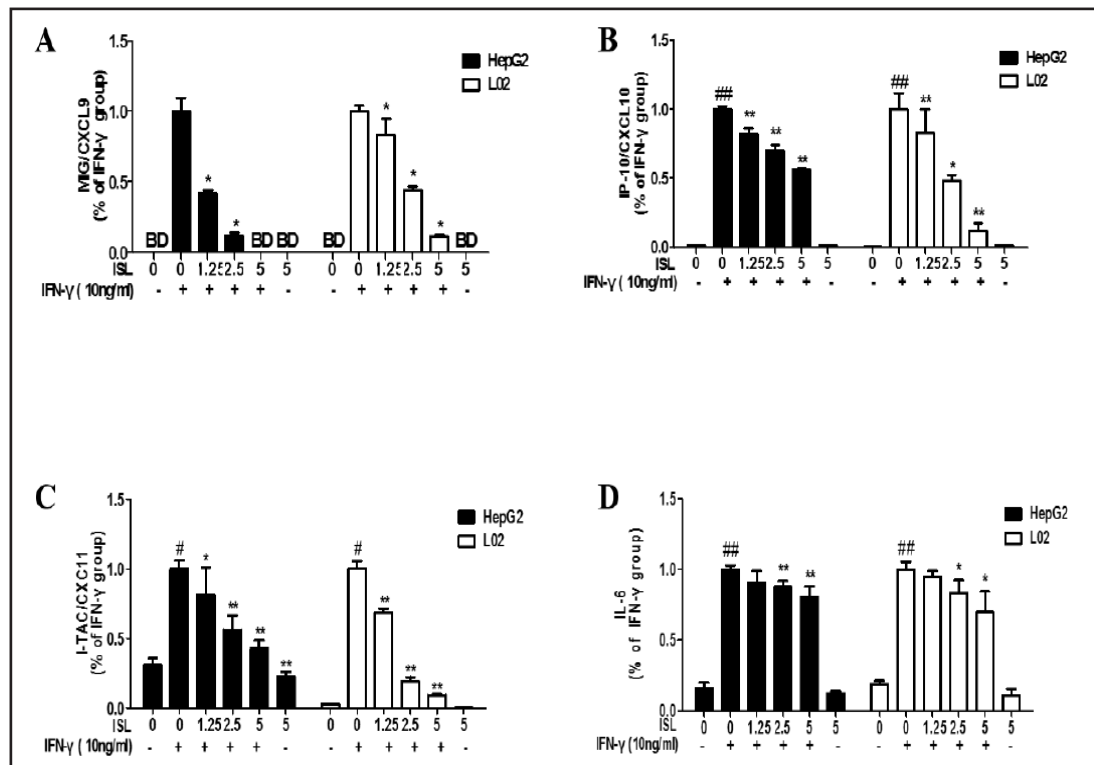 A
1.5
1.0
0.5
0.0
MIG/CXCL9
(% of IFN-γ group)
HepG2
L02
*
*
*
*
*
BD
BD
BD
BD
BD
ISL
0 0 1.25 2.5 5 5 0 0 1.25 2.5 5 5
IFN-γ ( 10ng/ml) - + + + + - - + + + + -
B
1.5
1.0
0.5
0.0
IP-10/CXCL10
(% of IFN-γ group)
HepG2
L02
##
**
**
**
##
**
*
**
ISL
0 0 1.25 2.5 5 5 0 0 1.25 2.5 5 5
IFN-γ ( 10ng/ml) - + + + + - - + + + + -
C
1.5
1.0
0.5
0.0
I-TAC/CXC11
(% of IFN-γ group)
HepG2
L02
#
*
**
**
**
#
**
**
**
ISL
0 0 1.25 2.5 5 5 0 0 1.25 2.5 5 5
IFN-γ ( 10ng/ml) - + + + + - - + + + + -
D
1.5
1.0
0.5
0.0
IL-6
(% of IFN-γ group)
HepG2
L02
##
**
**
##
*
*
ISL
0 0 1.25 2.5 5 5 0 0 1.25 2.5 5 5
IFN-γ (10ng/ml) - + + + + - - + + + + -